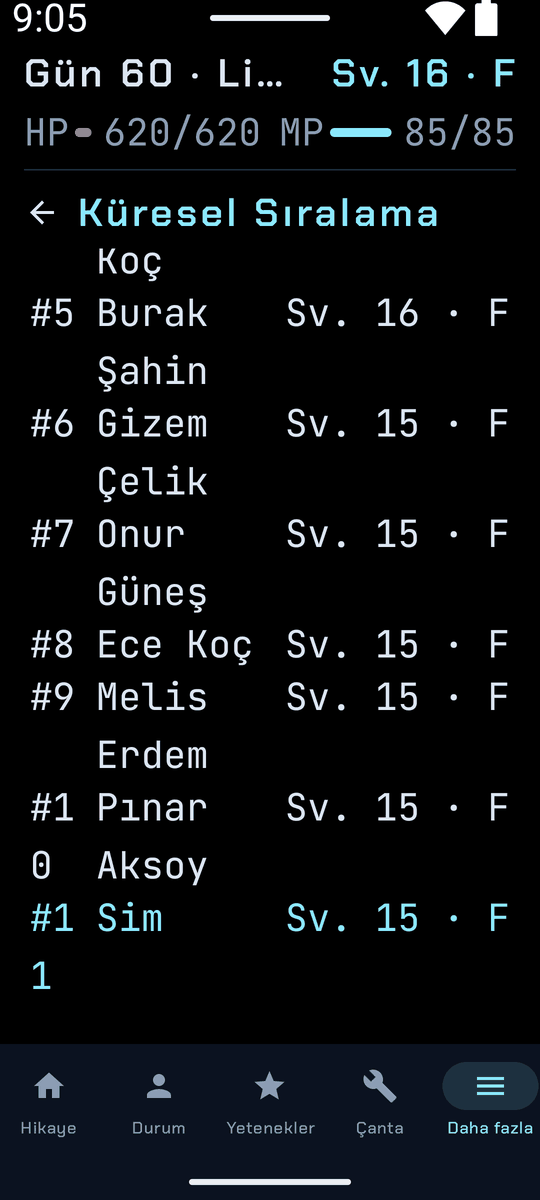 9:05
Gün 60 · Li… Sv. 16 · F
HP 620/620 MP 85/85
Küresel Sıralama
Koç
#5 Burak Sv. 16 · F
Şahin
#6 Gizem Sv. 15 · F
Çelik
#7 Onur Sv. 15 · F
Güneş
#8 Ece Koç Sv. 15 · F
#9 Melis Sv. 15 · F
Erdem
#1 Pınar Sv. 15 · F
0 Aksoy
#1 Sim Sv. 15 · F
1
Hikaye Durum Yetenekler Çanta Daha fazla